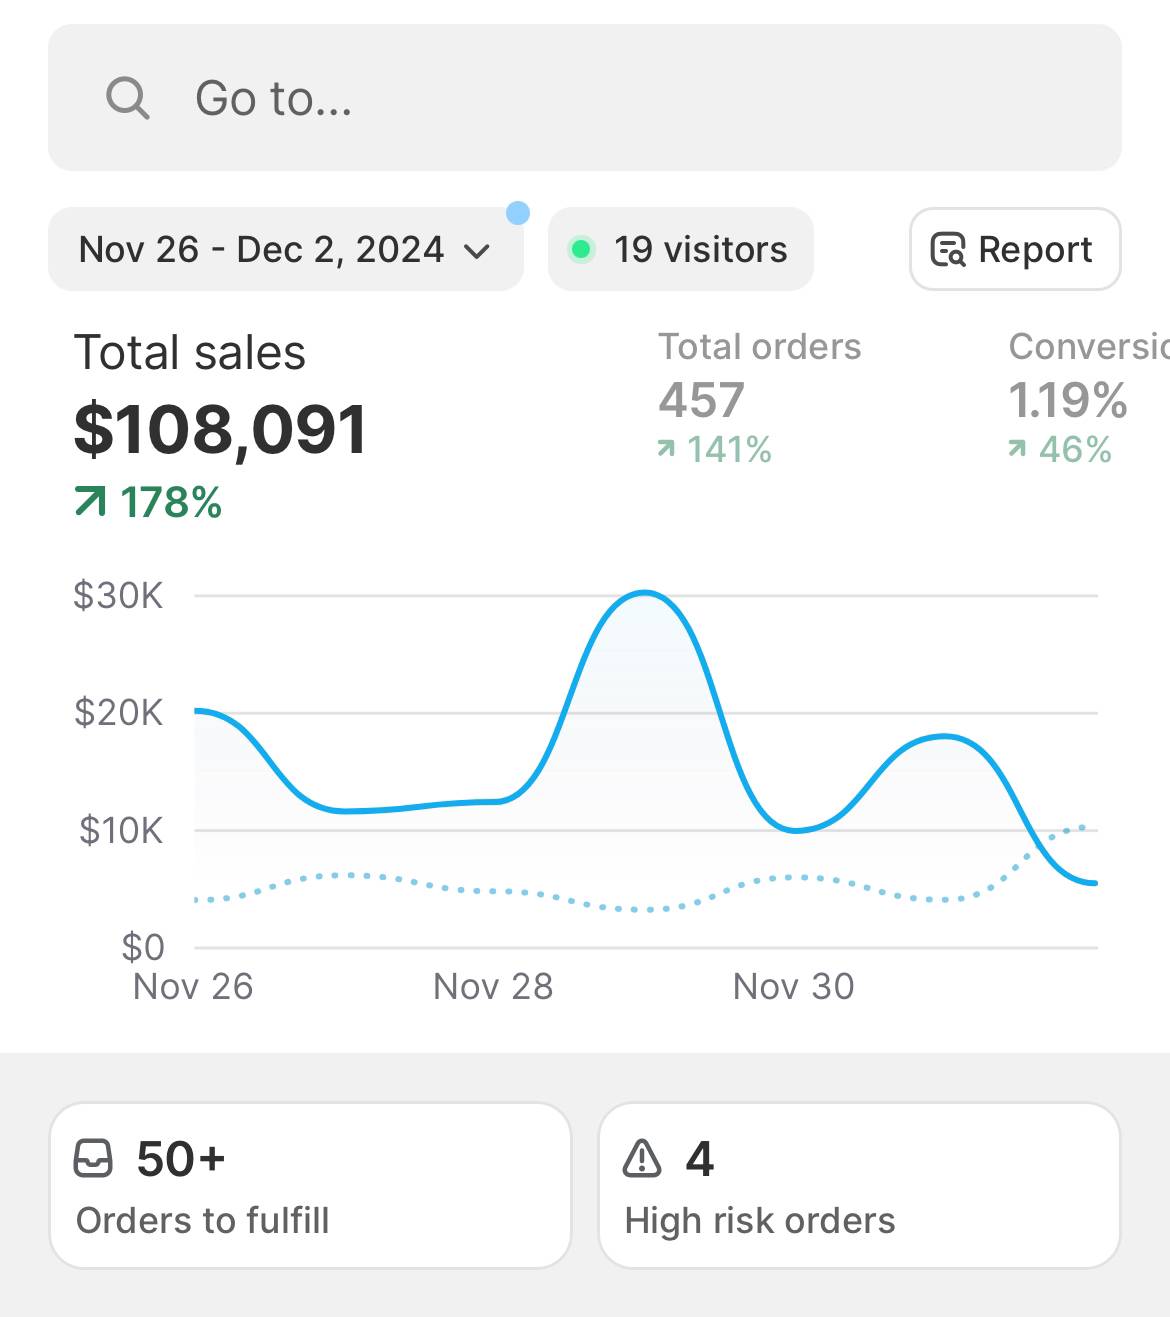 Go to...
Nov 26 - Dec 2, 2024
19 visitors
Report
Total sales
$108,091
178%
Total orders
457
141%
Conversio
1.19%
46%
$30K
$20K
$10K
$0
Nov 26
Nov 28
Nov 30
50+
Orders to fulfill
4
High risk orders